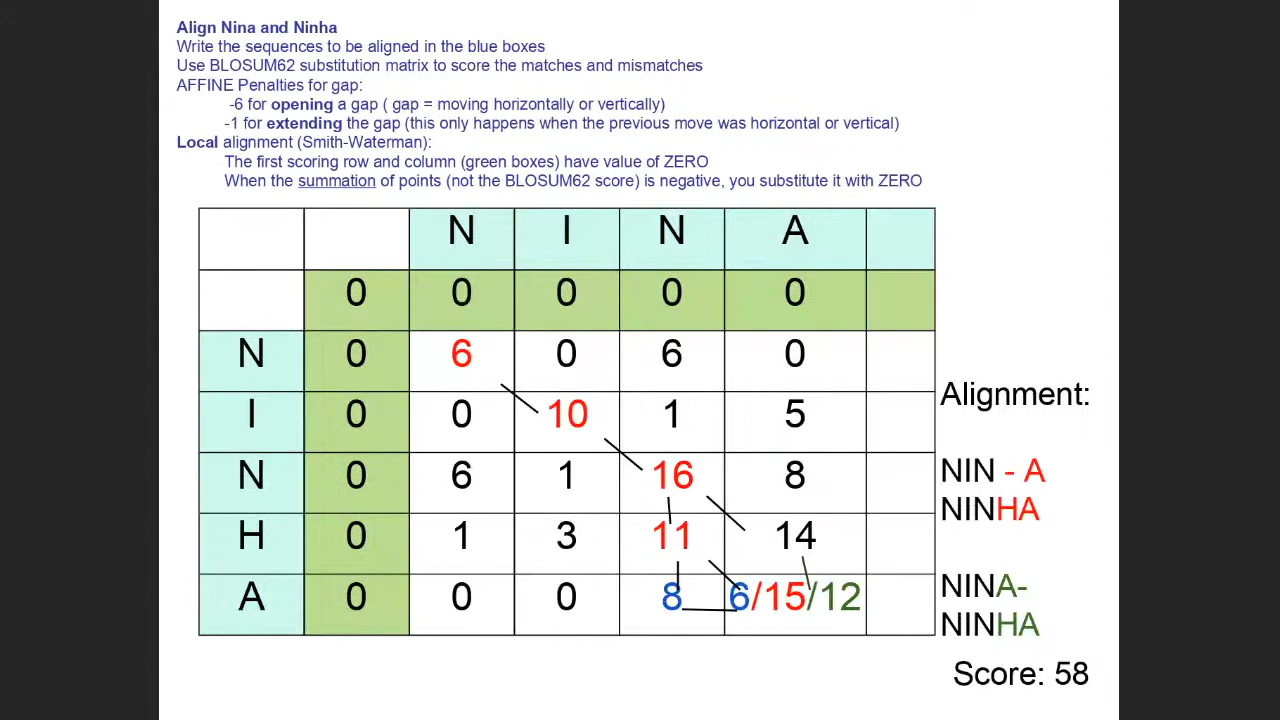 Align Nina and Ninha
Write the sequences to be aligned in the blue boxes
Use BLOSUM62 substitution matrix to score the matches and mismatches
AFFINE Penalties for gap:
-6 for opening a gap ( gap = moving horizontally or vertically)
-1 for extending the gap (this only happens when the previous move was horizontal or vertical)
Local alignment (Smith-Waterman):
The first scoring row and column (green boxes) have value of ZERO
When the summation of points (not the BLOSUM62 score) is negative, you substitute it with ZERO
N I N A
0 0 0 0 0
N 0 6 0 6 0
I 0 0 10 1 5
N 0 6 1 16 8
H 0 1 3 11 14
A 0 0 0 8 6/15/12
Alignment:
NIN - A
NINHA
NINA-
NINHA
Score: 58